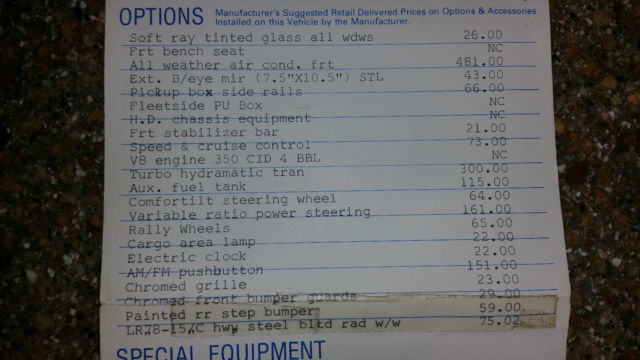 OPTIONS Manufacturer's Suggested Retail Delivered Prices on Options & Accessories
Installed on this Vehicle by the Manufacturer.
Soft ray tinted glass all wdws 26.00
Frt bench seat NC
All weather air cond. frt 481.00
Ext. B/eye mir (7.5"X10.5") STL 43.00
Pickup box side rails 66.00
Fleetside PU Box NC
H.D. chassis equipment NC
Frt stabilizer bar 21.00
Speed & cruise control 73.00
V8 engine 350 CID 4 BBL NC
Turbo hydramatic tran 300.00
Aux. fuel tank 115.00
Comfortilt steering wheel 64.00
Variable ratio power steering 161.00
Rally Wheels 65.00
Cargo area lamp 22.00
Electric clock 22.00
AM/FM pushbutton 151.00
Chromed grille 23.00
Chromed front bumper guards 29.00
Painted rr step bumper 59.00
LR78-15/C hwy steel bltd rad w/w 75.02
SPECIAL EQUIPMENT